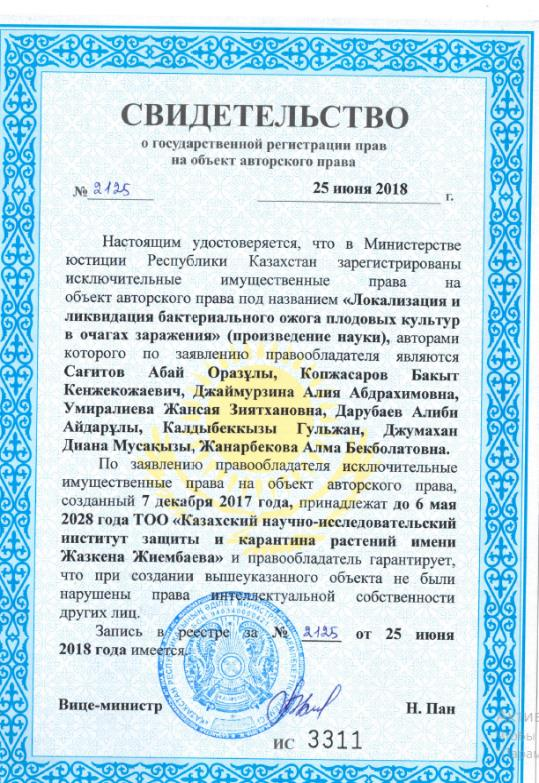 СВИДЕТЕЛЬСТВО
о государственной регистрации прав
на объект авторского права
№ 2125 25 июня 2018 г.
Настоящим удостоверяется, что в Министерстве
юстиции Республики Казахстан зарегистрированы
исключительные имущественные права на
объект авторского права под названием «Локализация и
ликвидация бактериального ожога плодовых культур
в очагах заражения» (произведение науки), авторами
которого по заявлению правообладателя являются
Сагитов Абай Оразұлы, Копжасаров Бакыт
Кенжекожаевич, Джаймурзина Алия Абдрахимовна,
Умиралиева Жансая Зиятхановна, Дарубаев Алиби
Айдарұлы, Калдыбеккызы Гульжан, Джумахан
Диана Мусақызы, Жанарбекова Алма Бекболатовна.
По заявлению правообладателя исключительные
имущественные права на объект авторского права,
созданный 7 декабря 2017 года, принадлежат до 6 мая
2028 года ТОО «Казахский научно-исследовательский
институт защиты и карантина растений имени
Жазкена Жиембаева» и правообладатель гарантирует,
что при создании вышеуказанного объекта не были
нарушены права интеллектуальной собственности
других лиц.
Запись в реестре за № 2125 от 25 июня
2018 года имеется.
Вице-министр Н. Пан
ИС 3311